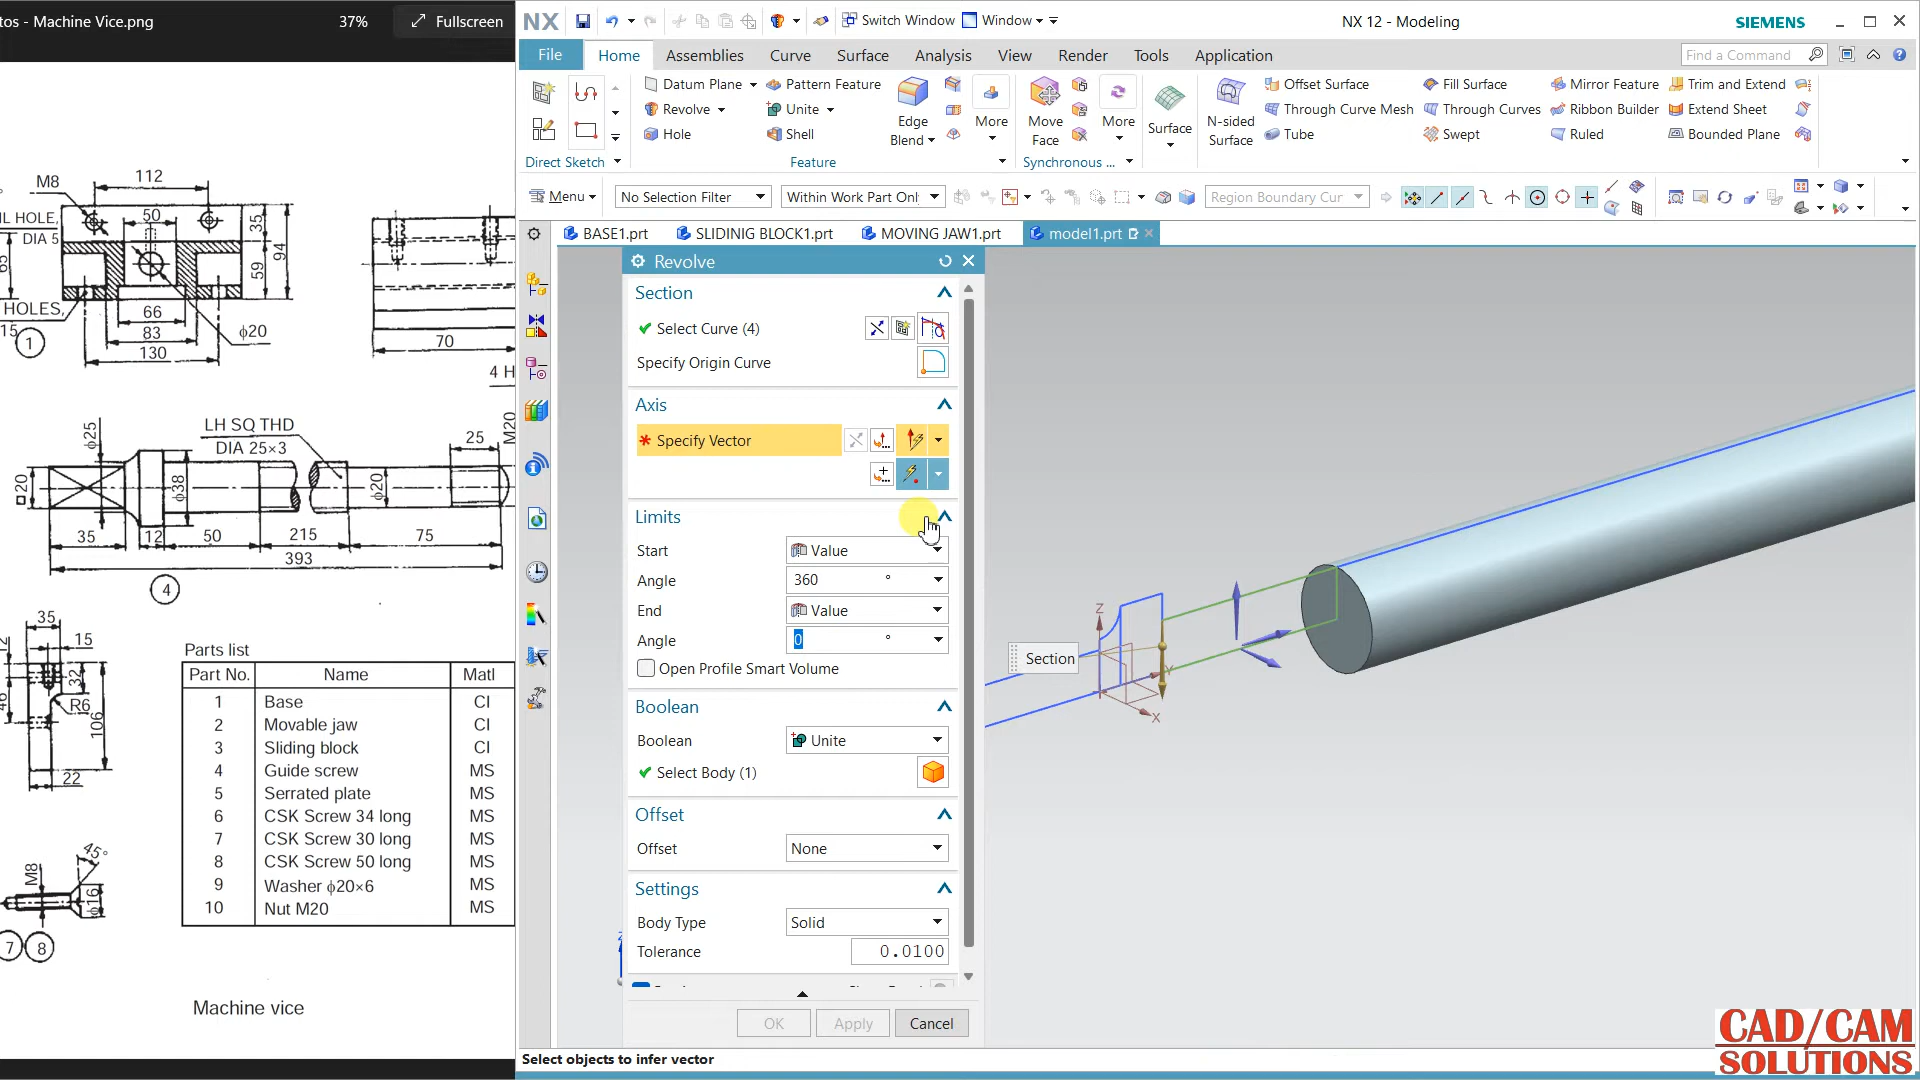 tos - Machine Vice.png
37%
Fullscreen
M8
112
50
IL HOLE,
DIA 5
65
35
94
59
66
83
130
HOLES,
15
1
ϕ20
70
4 H
LH SQ THD
DIA 25×3
ϕ25
25
M20
20
ϕ38
ϕ20
35
12
50
215
75
393
4
35
15
12
46
32
R6
106
22
45°
M8
ϕ16
7
8
Parts list
Part No. Name Matl
1 Base CI
2 Movable jaw CI
3 Sliding block CI
4 Guide screw MS
5 Serrated plate MS
6 CSK Screw 34 long MS
7 CSK Screw 30 long MS
8 CSK Screw 50 long MS
9 Washer ϕ20×6 MS
10 Nut M20 MS
Machine vice
NX
Switch Window
Window
NX 12 - Modeling
SIEMENS
File Home Assemblies Curve Surface Analysis View Render Tools Application
Find a Command
Datum Plane
Revolve
Hole
Pattern Feature
Unite
Shell
Edge
Blend
More
Move
Face
More
Surface
N-sided
Surface
Offset Surface
Through Curve Mesh
Tube
Fill Surface
Through Curves
Swept
Mirror Feature
Ribbon Builder
Ruled
Trim and Extend
Extend Sheet
Bounded Plane
Direct Sketch
Feature
Synchronous ...
Menu
No Selection Filter
Within Work Part Onl
Region Boundary Cur
BASE1.prt
SLIDINIG BLOCK1.prt
MOVING JAW1.prt
model1.prt
Revolve
Section
Select Curve (4)
Specify Origin Curve
Axis
* Specify Vector
Limits
Start Value
Angle 360 °
End Value
Angle 0 °
Open Profile Smart Volume
Boolean
Boolean Unite
Select Body (1)
Offset
Offset None
Settings
Body Type Solid
Tolerance 0.0100
OK Apply Cancel
Section
Z
Y
X
Select objects to infer vector
CAD/CAM
SOLUTIONS